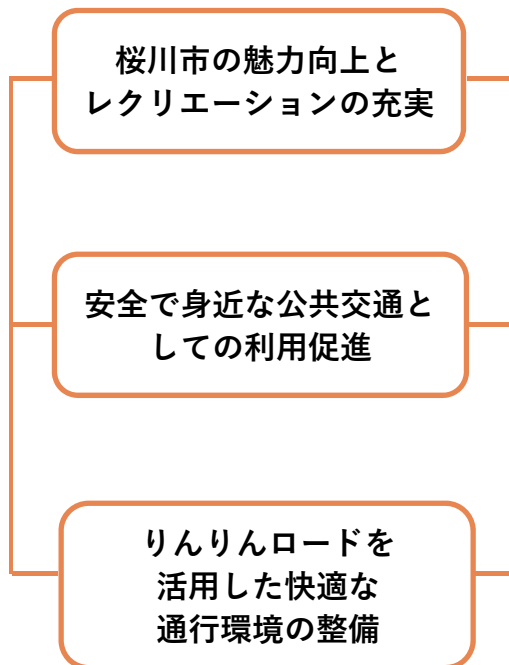 桜川市の魅力向上と
レクリエーションの充実
安全で身近な公共交通と
しての利用促進
りんりんロードを
活用した快適な
通行環境の整備